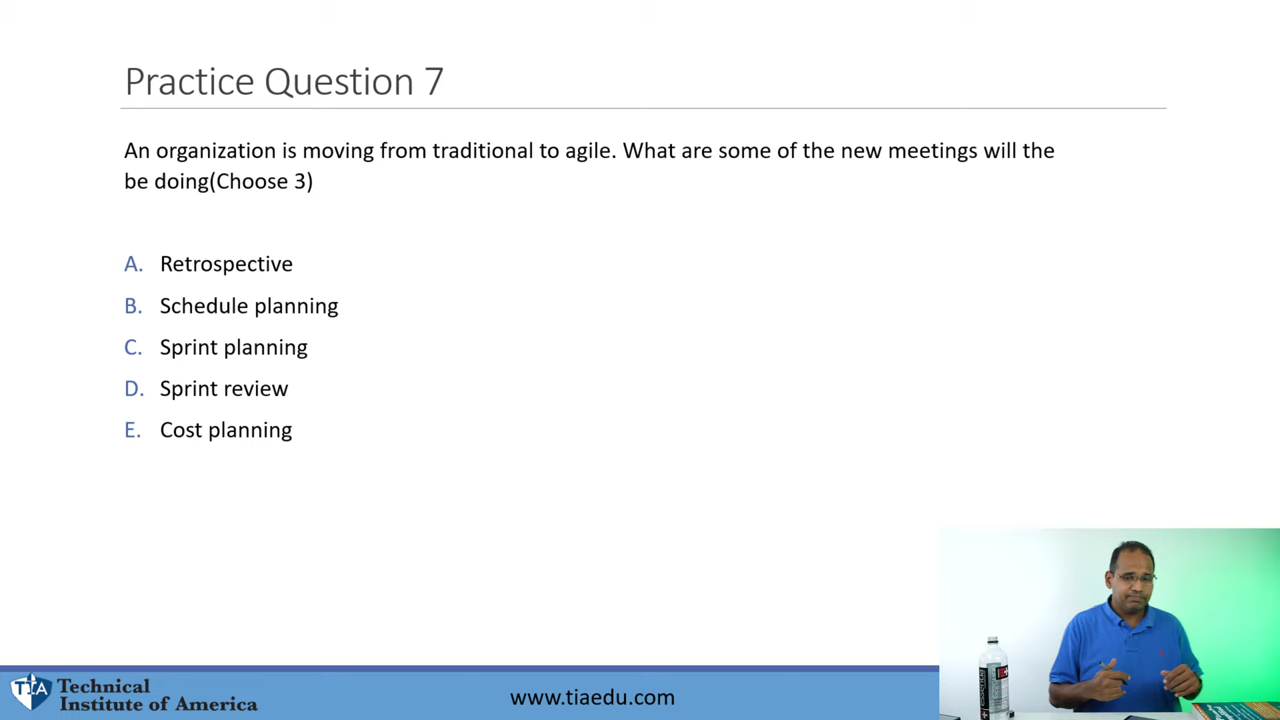 Practice Question 7
An organization is moving from traditional to agile. What are some of the new meetings will the
be doing(Choose 3)
A. Retrospective
B. Schedule planning
C. Sprint planning
D. Sprint review
E. Cost planning
TIA
Technical
Institute of America
www.tiaedu.com